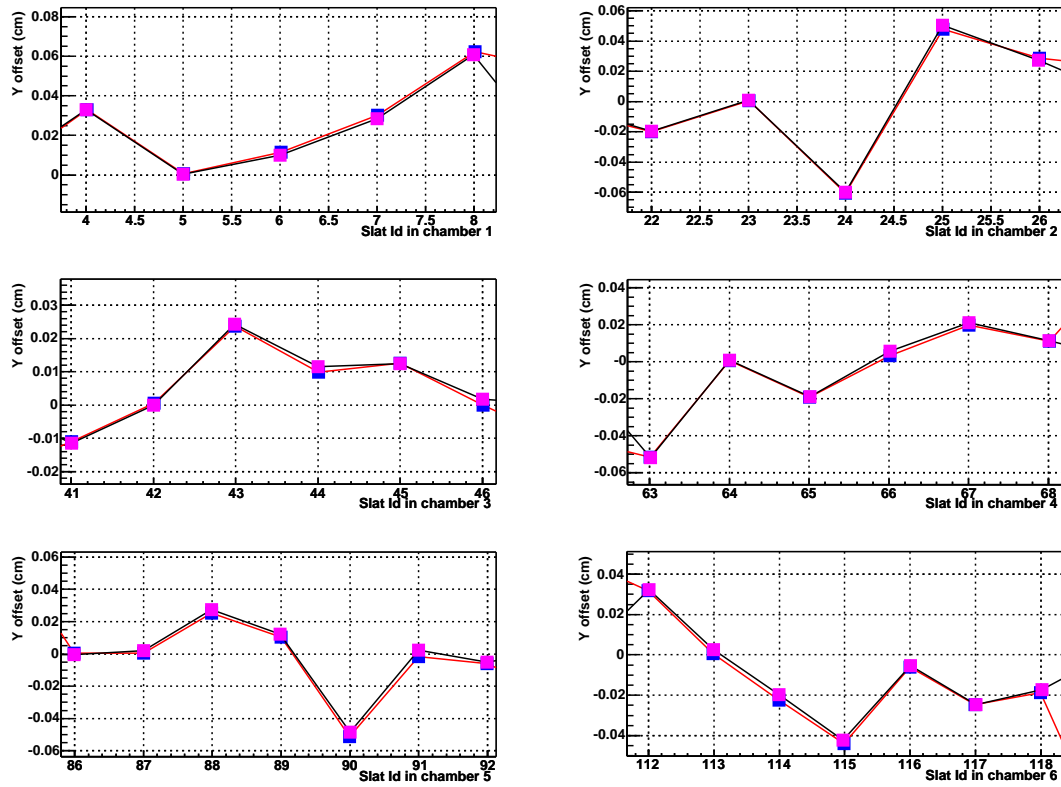 Y offset (cm)
0.08
0.06
0.04
0.02
0
4 4.5 5 5.5 6 6.5 7 7.5 8
Slat Id in chamber 1
Y offset (cm)
0.06
0.04
0.02
0
-0.02
-0.04
-0.06
22 22.5 23 23.5 24 24.5 25 25.5 26
Slat Id in chamber 2
Y offset (cm)
0.03
0.02
0.01
0
-0.01
-0.02
41 42 43 44 45 46
Slat Id in chamber 3
Y offset (cm)
0.04
0.02
-0
-0.02
-0.04
-0.06
63 64 65 66 67 68
Slat Id in chamber 4
Y offset (cm)
0.06
0.04
0.02
0
-0.02
-0.04
-0.06
86 87 88 89 90 91 92
Slat Id in chamber 5
Y offset (cm)
0.04
0.02
0
-0.02
-0.04
112 113 114 115 116 117 118
Slat Id in chamber 6